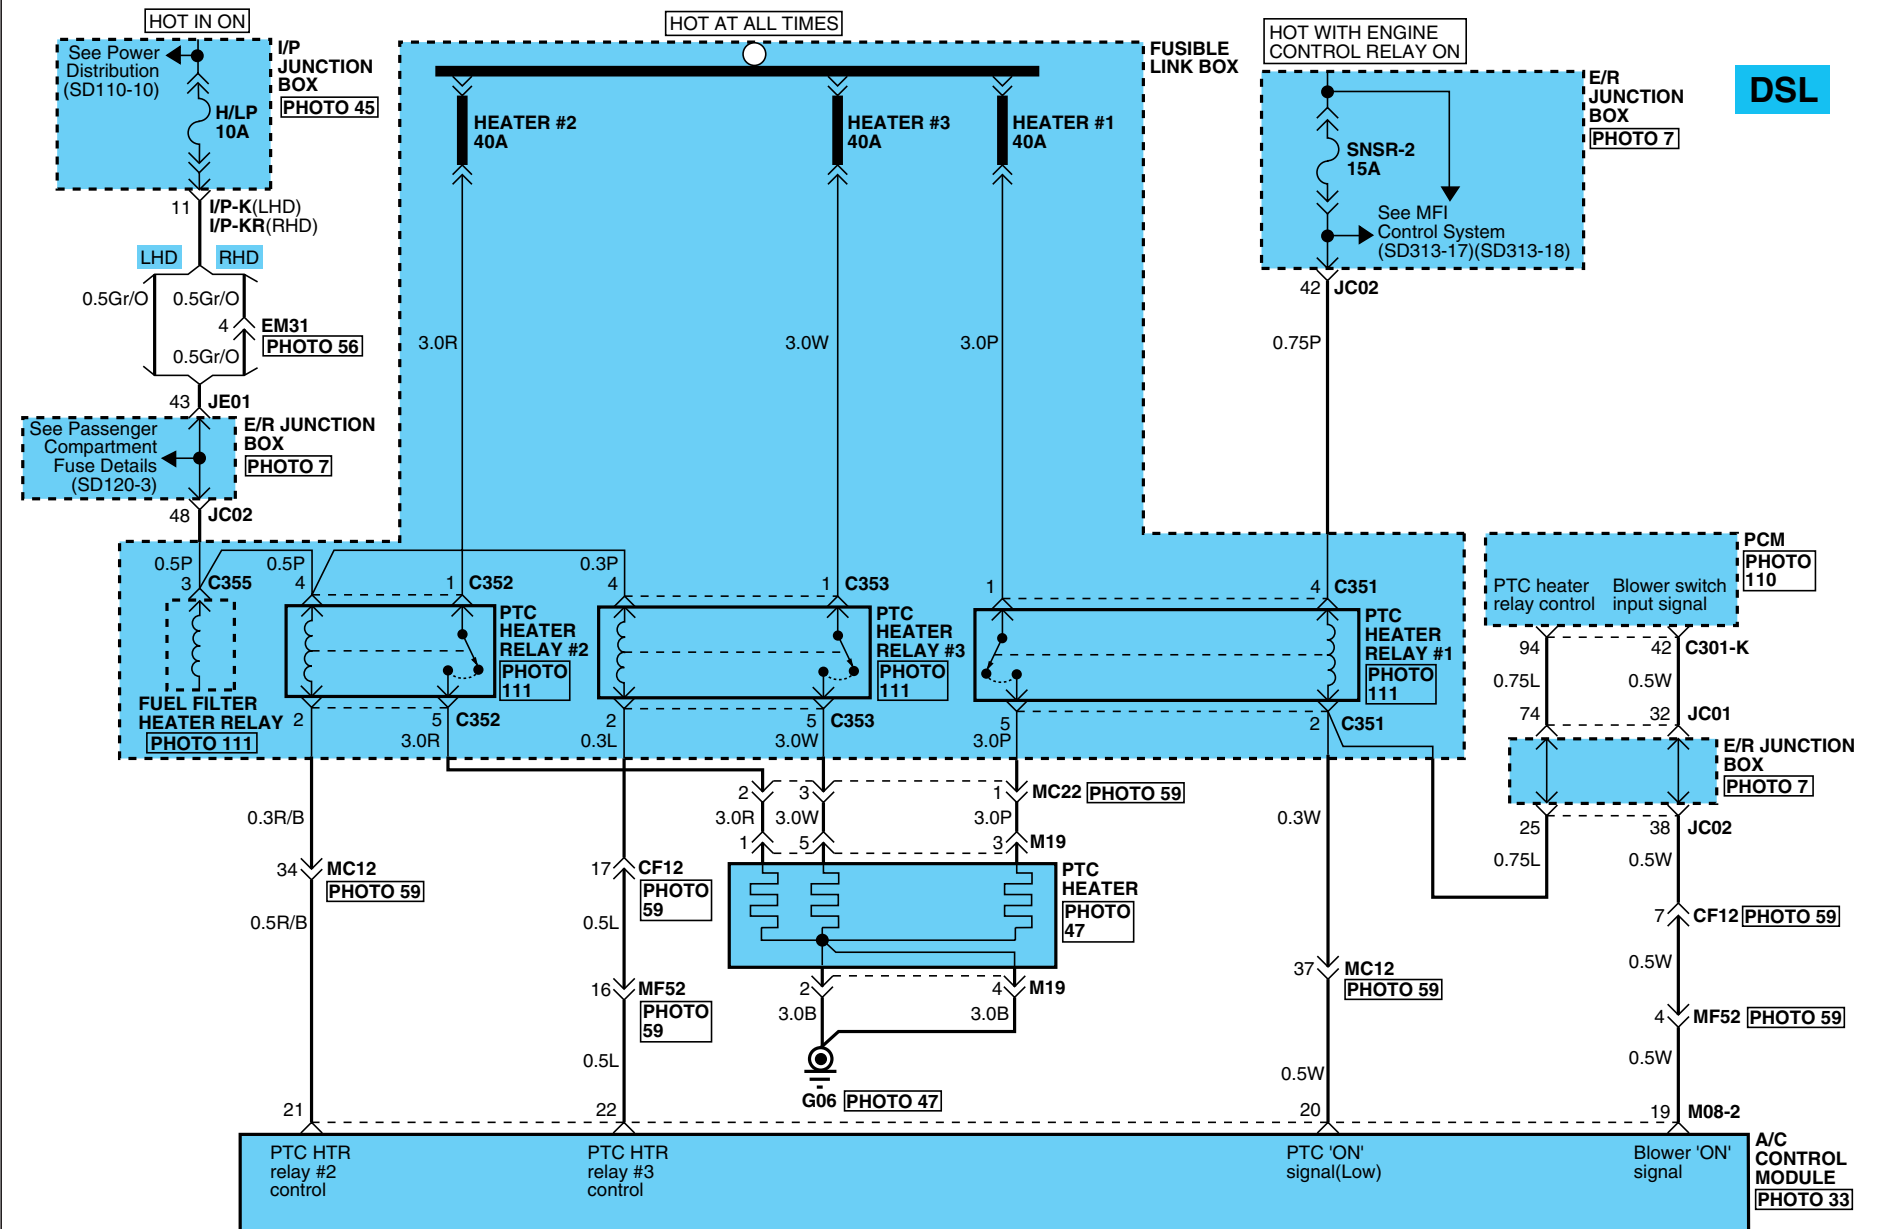 HOT IN ON
HOT AT ALL TIMES
HOT WITH ENGINE
CONTROL RELAY ON
DSL
See Power
Distribution
(SD110-10)
H/LP
10A
I/P
JUNCTION
BOX
PHOTO 45
FUSIBLE
LINK BOX
HEATER #2
40A
HEATER #3
40A
HEATER #1
40A
SNSR-2
15A
See MFI
Control System
(SD313-17)(SD313-18)
E/R
JUNCTION
BOX
PHOTO 7
11
I/P-K(LHD)
I/P-KR(RHD)
LHD
RHD
0.5Gr/O
0.5Gr/O
4
EM31
PHOTO 56
0.5Gr/O
3.0R
3.0W
3.0P
42
JC02
0.75P
43
JE01
See Passenger
Compartment
Fuse Details
(SD120-3)
E/R JUNCTION
BOX
PHOTO 7
48
JC02
0.5P
3
C355
0.5P
4
1
C352
0.3P
4
1
C353
1
4
C351
PTC
HEATER
RELAY #2
PHOTO
111
PTC
HEATER
RELAY #3
PHOTO
111
PTC
HEATER
RELAY #1
PHOTO
111
FUEL FILTER
HEATER RELAY
PHOTO 111
2
5
C352
3.0R
2
5
C353
0.3L
3.0W
5
2
C351
3.0P
PCM
PHOTO
110
PTC heater
relay control
Blower switch
input signal
94
42
C301-K
0.75L
0.5W
74
32
JC01
E/R JUNCTION
BOX
PHOTO 7
25
38
JC02
0.75L
0.5W
2
3
1
MC22
PHOTO 59
3.0R
3.0W
3.0P
1
5
3
M19
PTC
HEATER
PHOTO
47
2
4
M19
3.0B
3.0B
G06
PHOTO 47
0.3R/B
34
MC12
PHOTO 59
0.5R/B
17
CF12
PHOTO
59
0.5L
16
MF52
PHOTO
59
0.5L
0.3W
37
MC12
PHOTO 59
0.5W
7
CF12
PHOTO 59
0.5W
4
MF52
PHOTO 59
0.5W
21
22
20
19
M08-2
PTC HTR
relay #2
control
PTC HTR
relay #3
control
PTC 'ON'
signal(Low)
Blower 'ON'
signal
A/C
CONTROL
MODULE
PHOTO 33